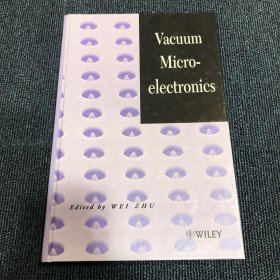 Vacuum
Micro-
electronics
Edited by WEI ZHU
WILEY